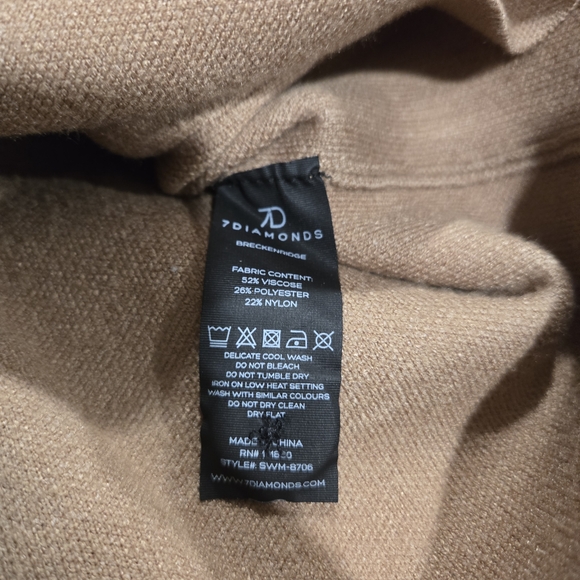 7D
7DIAMONDS
BRECKENRIDGE
FABRIC CONTENT:
52% VISCOSE
26% POLYESTER
22% NYLON
DELICATE COOL WASH
DO NOT BLEACH
DO NOT TUMBLE DRY
IRON ON LOW HEAT SETTING
WASH WITH SIMILAR COLOURS
DO NOT DRY CLEAN
DRY FLAT
MADE CHINA
RN#
STYLE#: SWM-8706
WWW.7DIAMONDS.COM